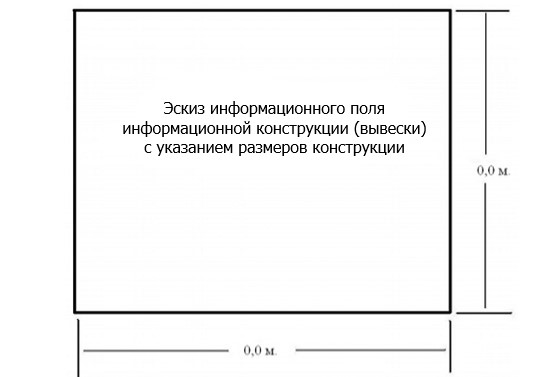 Эскиз информационного поля
информационной конструкции (вывески)
с указанием размеров конструкции
0,0 м.
0,0 м.